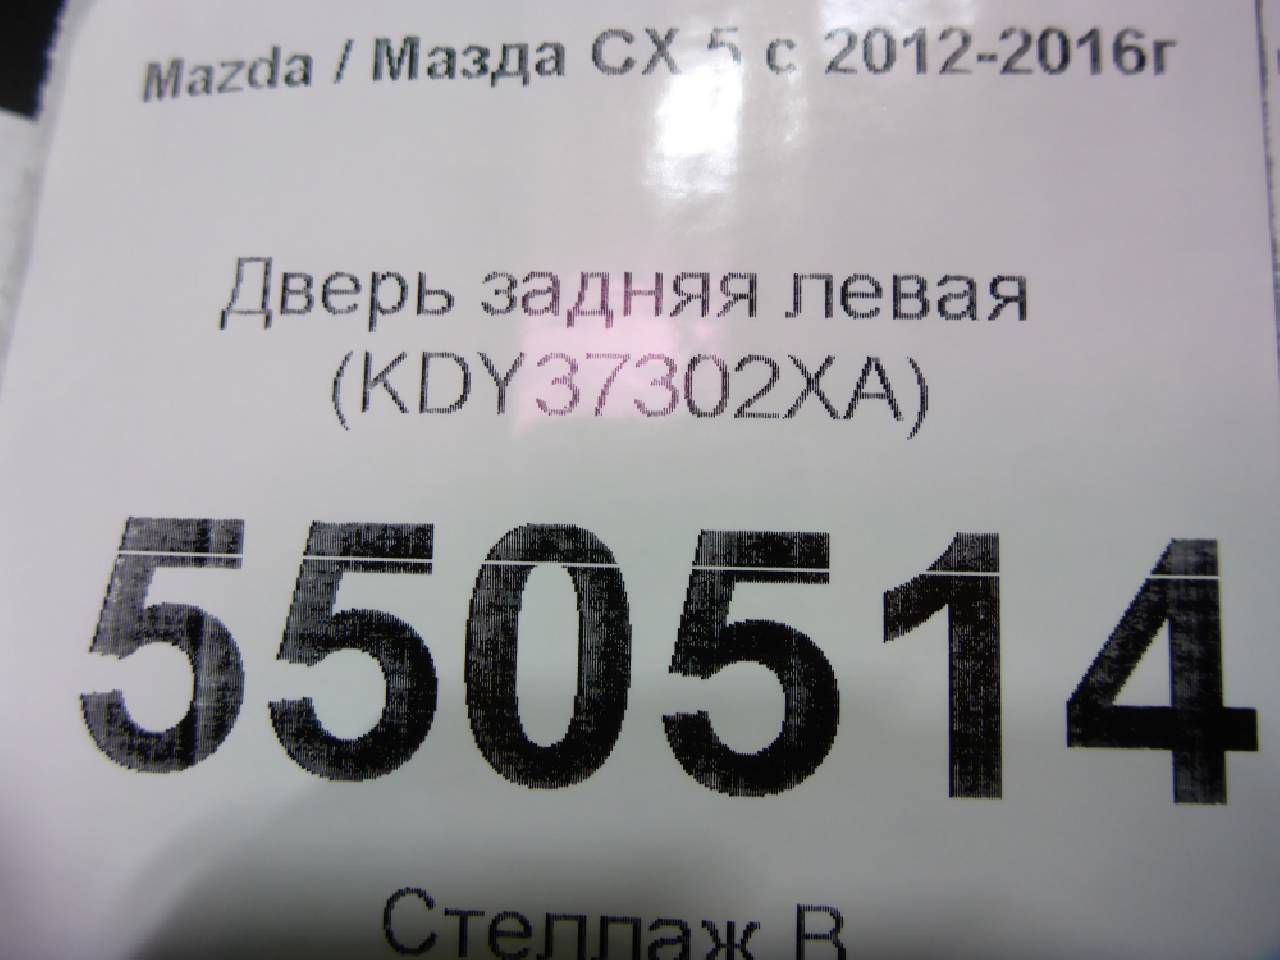 Mazda / Мазда CX 5 с 2012-2016г
Дверь задняя левая
(KDY37302XA)
550514
Стеллаж В